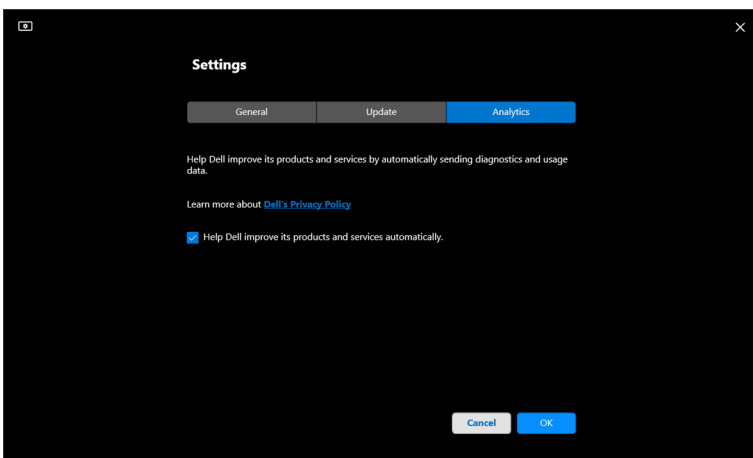 Settings
General Update Analytics
Help Dell improve its products and services by automatically sending diagnostics and usage
data.
Learn more about Dell's Privacy Policy
Help Dell improve its products and services automatically.
Cancel OK